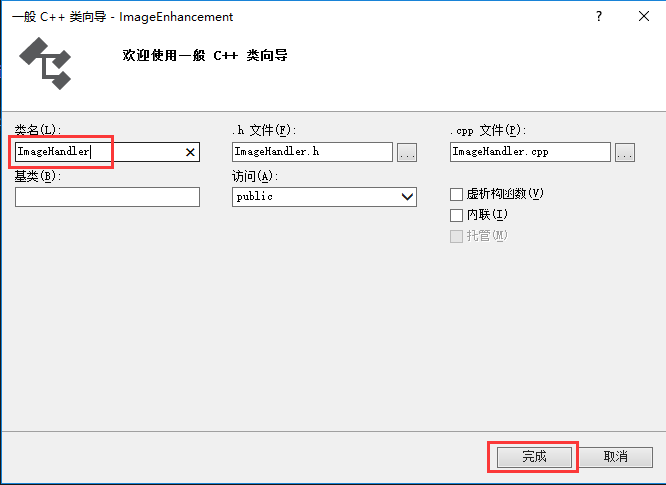 一般 C++ 类向导 - ImageEnhancement
欢迎使用一般 C++ 类向导
类名(L):
.h 文件(F):
.cpp 文件(P):
ImageHandler
ImageHandler.h
...
ImageHandler.cpp
...
基类(B):
访问(A):
public
虚析构函数(V)
内联(I)
托管(M)
完成
取消